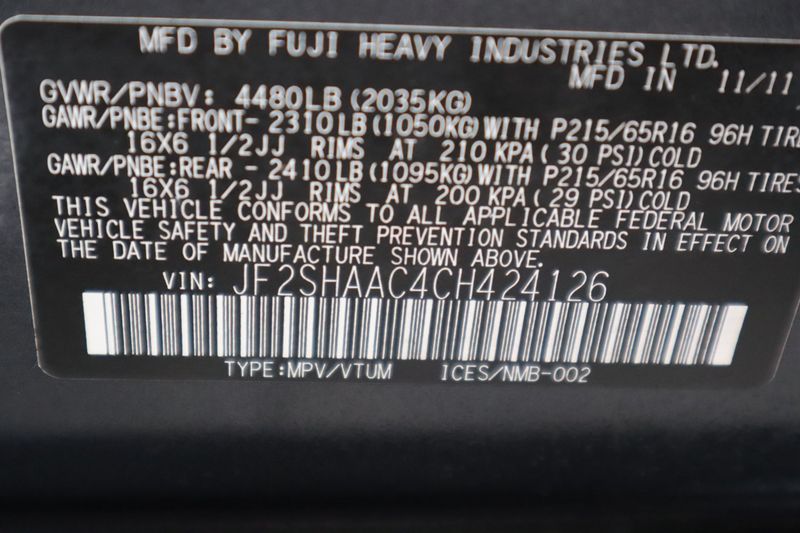 MFD BY FUJI HEAVY INDUSTRIES LTD.
MFD IN 11/11
GVWR/PNBV: 4480LB(2035KG)
GAWR/PNBE:FRONT- 2310LB(1050KG)WITH P215/65R16 96H TIRE
16X6 1/2JJ RIMS AT 210 KPA(30 PSI)COLD
GAWR/PNBE:REAR - 2410LB(1095KG)WITH P215/65R16 96H TIRES
16X6 1/2JJ RIMS AT 200 KPA(29 PSI)COLD
THIS VEHICLE CONFORMS TO ALL APPLICABLE FEDERAL MOTOR
VEHICLE SAFETY AND THEFT PREVENTION STANDARDS IN EFFECT ON
THE DATE OF MANUFACTURE SHOWN ABOVE.
VIN: JF2SHAAC4CH424126
TYPE:MPV/VTUM ICES/NMB-002